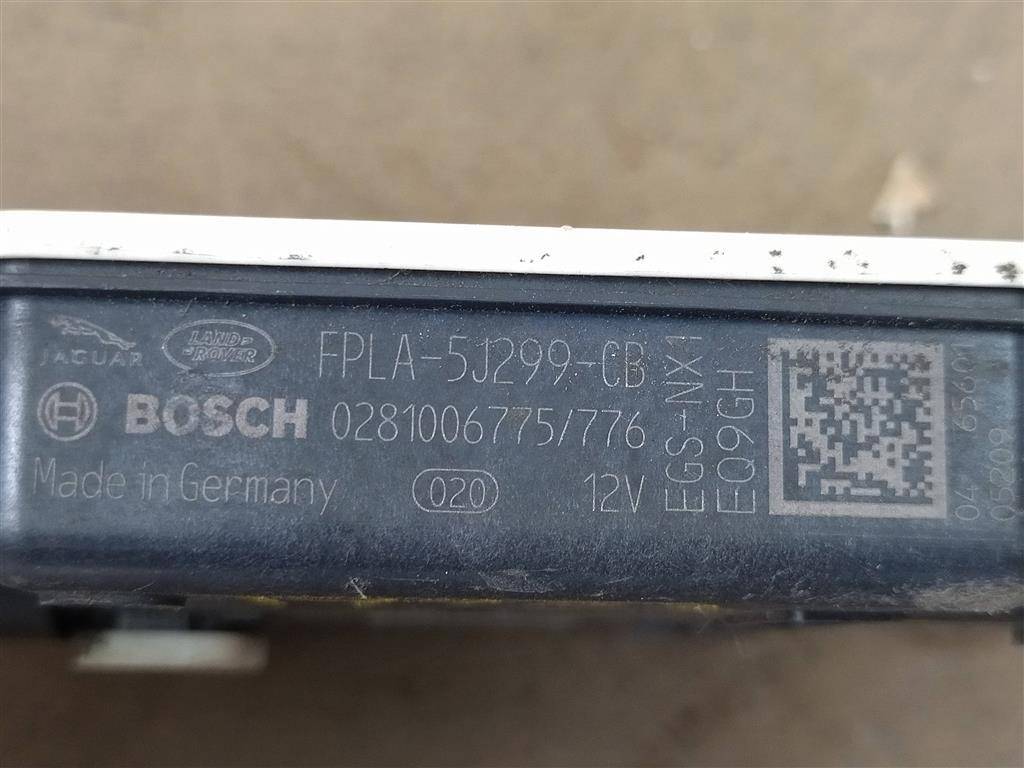 JAGUAR
LAND
ROVER
FPLA-5J299-CB
BOSCH
0281006775/776
Made in Germany
020
12V
EGS-NX1
EQ9GH
04 65601
05209